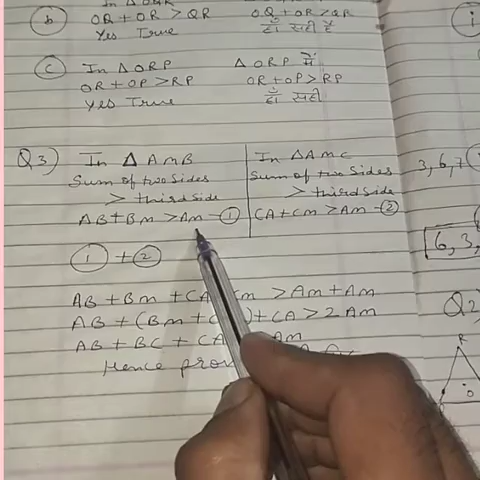 In
(b) OR + OR > QR OQ + OR > QR
Yes True हाँ सही है
(c) In Δ ORP Δ ORP में
OR + OP > RP OR + OP > RP
Yes True हाँ सही
Q3) In Δ AMB In Δ AMC
Sum of two sides Sum of two sides
> third side > third side
AB + BM > AM - (1) CA + CM > AM - (2)
(1) + (2)
AB + BM + CA M > AM + AM
AB + (BM + ) + CA > 2 AM
AB + BC + CA AM
Hence prov
i
3, 6, 7
6, 3,
Q2
R
O